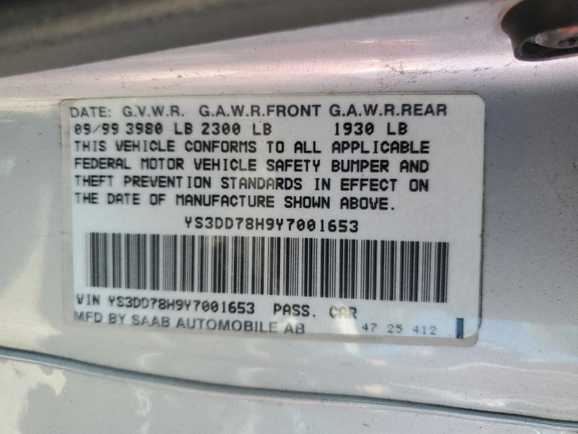 DATE: G.V.W.R. G.A.W.R.FRONT G.A.W.R.REAR
09/99 3980 LB 2300 LB 1930 LB
THIS VEHICLE CONFORMS TO ALL APPLICABLE
FEDERAL MOTOR VEHICLE SAFETY BUMPER AND
THEFT PREVENTION STANDARDS IN EFFECT ON
THE DATE OF MANUFACTURE SHOWN ABOVE.
YS3DD78H9Y7001653
VIN YS3DD78H9Y7001653 PASS. CAR
MFD BY SAAB AUTOMOBILE AB 47 25 412